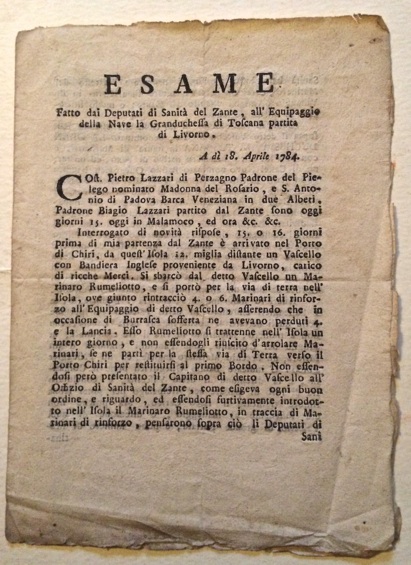 ESAME
Fatto dai Deputati di Sanità del Zante, all' Equipaggio
della Nave la Granduchessa di Toscana partita
di Livorno.
A dì 18. Aprile 1784.
COst. Pietro Lazzari di Perzagno Padrone del Pie-
lego nominato Madonna del Rosario, e S. Anto-
nio di Padova Barca Veneziana in due Alberi,
Padrone Biagio Lazzari partito dal Zante sono oggi
giorni 15. oggi in Malamoco, ed ora &c. &c.
Interrogato di novità rispose, 15. o 16. giorni
prima di mia partenza dal Zante è arrivato nel Porto
di Chirì, da quest' Isola 12. miglia distante un Vascello
con Bandiera Inglese proveniente da Livorno, carico
di ricche Merci. Si sbarcò dal detto Vascello un Ma-
rinaro Rumeliotto, e si portò per la via di terra nell'
Isola, ove giunto rintracciò 4. o 6. Marinari di rinfor-
zo all' Equipaggio di detto Vascello, asserendo che in
occasione di Burrasca sofferta ne avevano perduti 4.
e la Lancia. Esso Rumeliotto si trattenne nell' Isola un
intero giorno, e non essendogli riuscito d'arrolare Ma-
rinari, se ne partì per la stessa via di Terra verso il
Porto Chiri per restituirsi al primo Bordo. Non essen-
dosi però presentato il Capitano di detto Vascello all'
Offizio di Sanità del Zante, come esigeva ogni buon
ordine, e riguardo, ed essendosi furtivamente introdot-
to nell' Isola il Marinaro Rumeliotto, in traccia di Ma-
rinari di rinforzo, pensarono sopra ciò li Deputati di
Sani